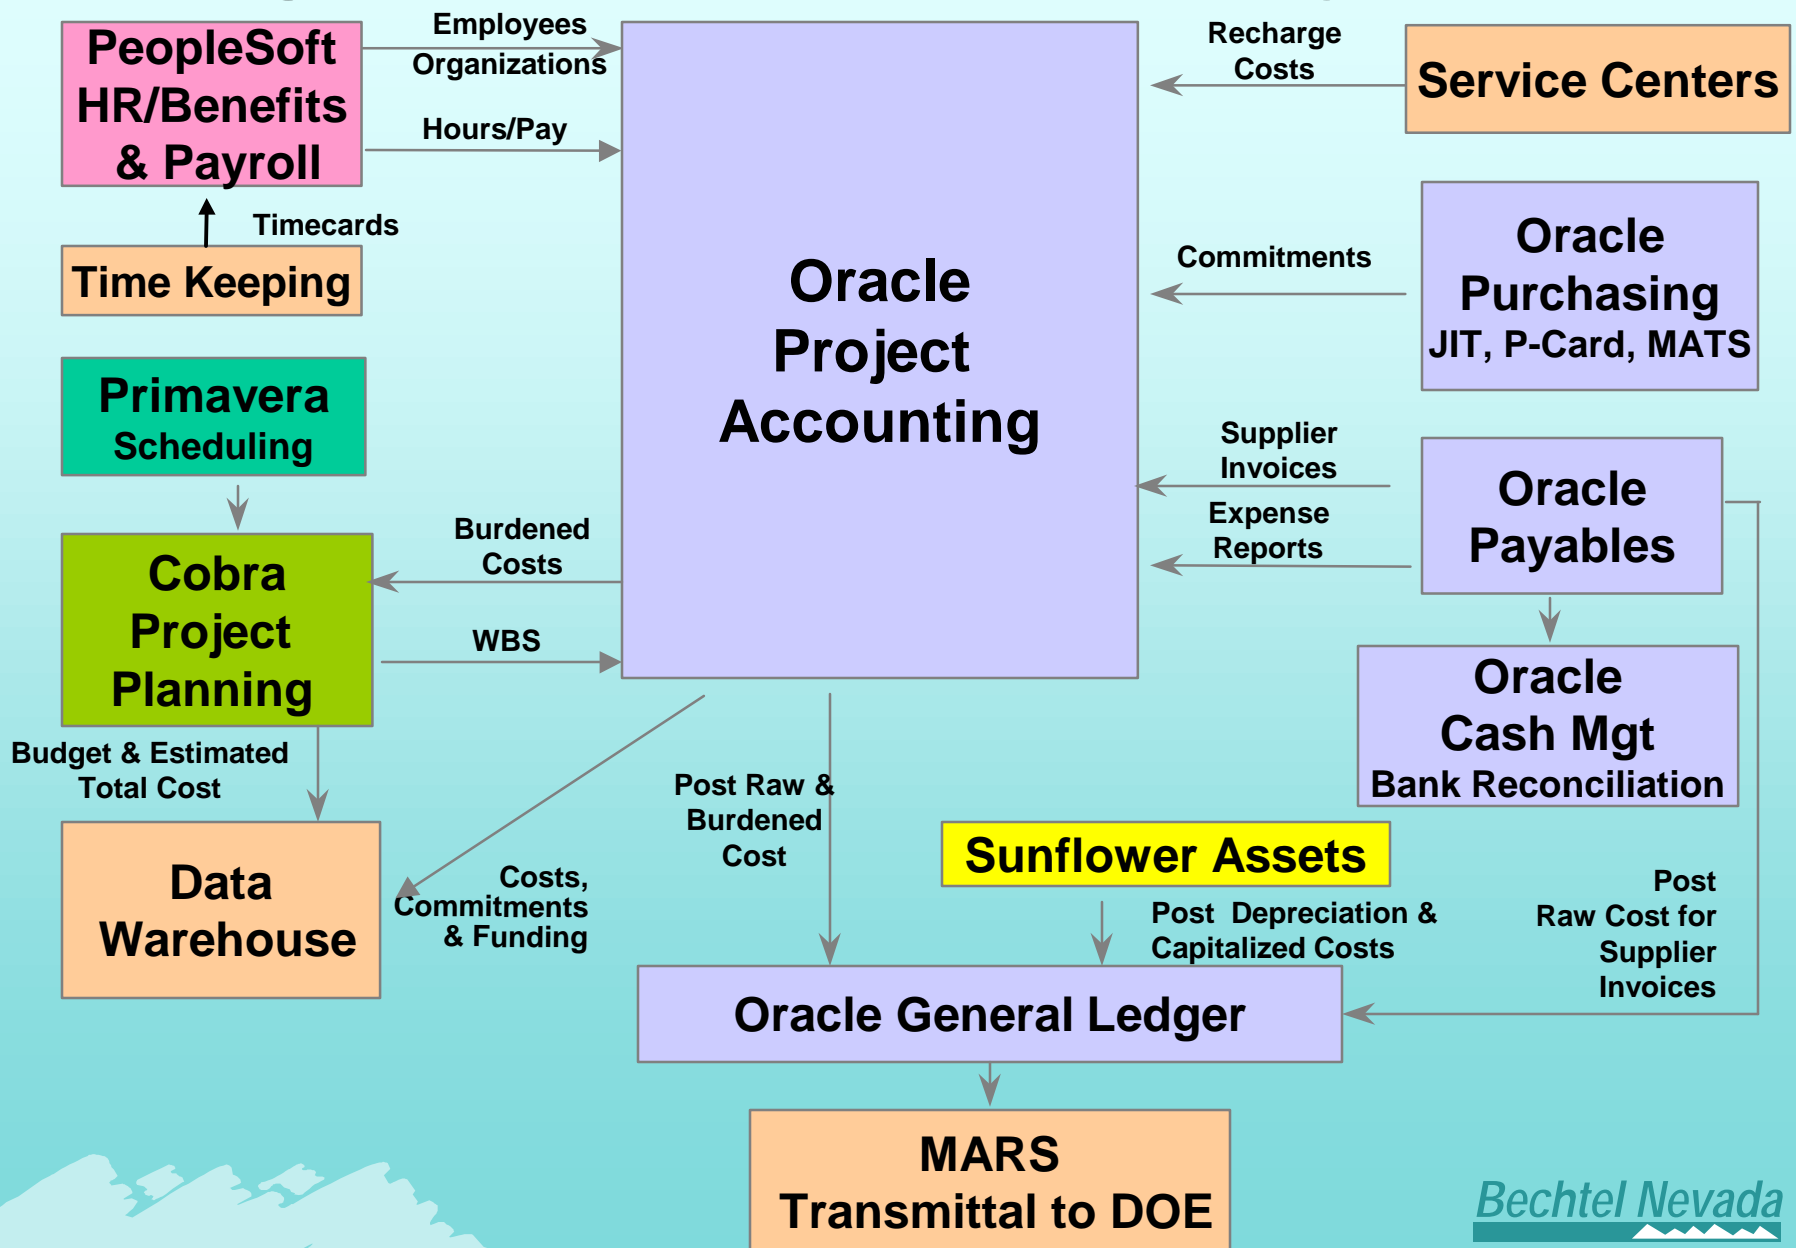 PeopleSoft
HR/Benefits
& Payroll
Employees
Organizations
Hours/Pay
Timecards
Time Keeping
Primavera
Scheduling
Cobra
Project
Planning
Burdened
Costs
WBS
Budget & Estimated
Total Cost
Data
Warehouse
Costs,
Commitments
& Funding
Oracle
Project
Accounting
Recharge
Costs
Service Centers
Commitments
Oracle
Purchasing
JIT, P-Card, MATS
Supplier
Invoices
Expense
Reports
Oracle
Payables
Oracle
Cash Mgt
Bank Reconciliation
Post Raw &
Burdened
Cost
Sunflower Assets
Post Depreciation &
Capitalized Costs
Post
Raw Cost for
Supplier
Invoices
Oracle General Ledger
MARS
Transmittal to DOE
Bechtel Nevada